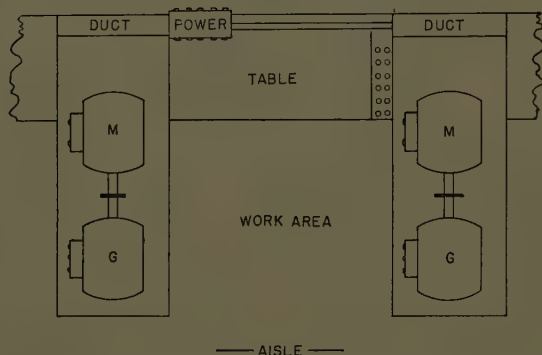 DUCT POWER DUCT
TABLE
M M
WORK AREA
G G
AISLE